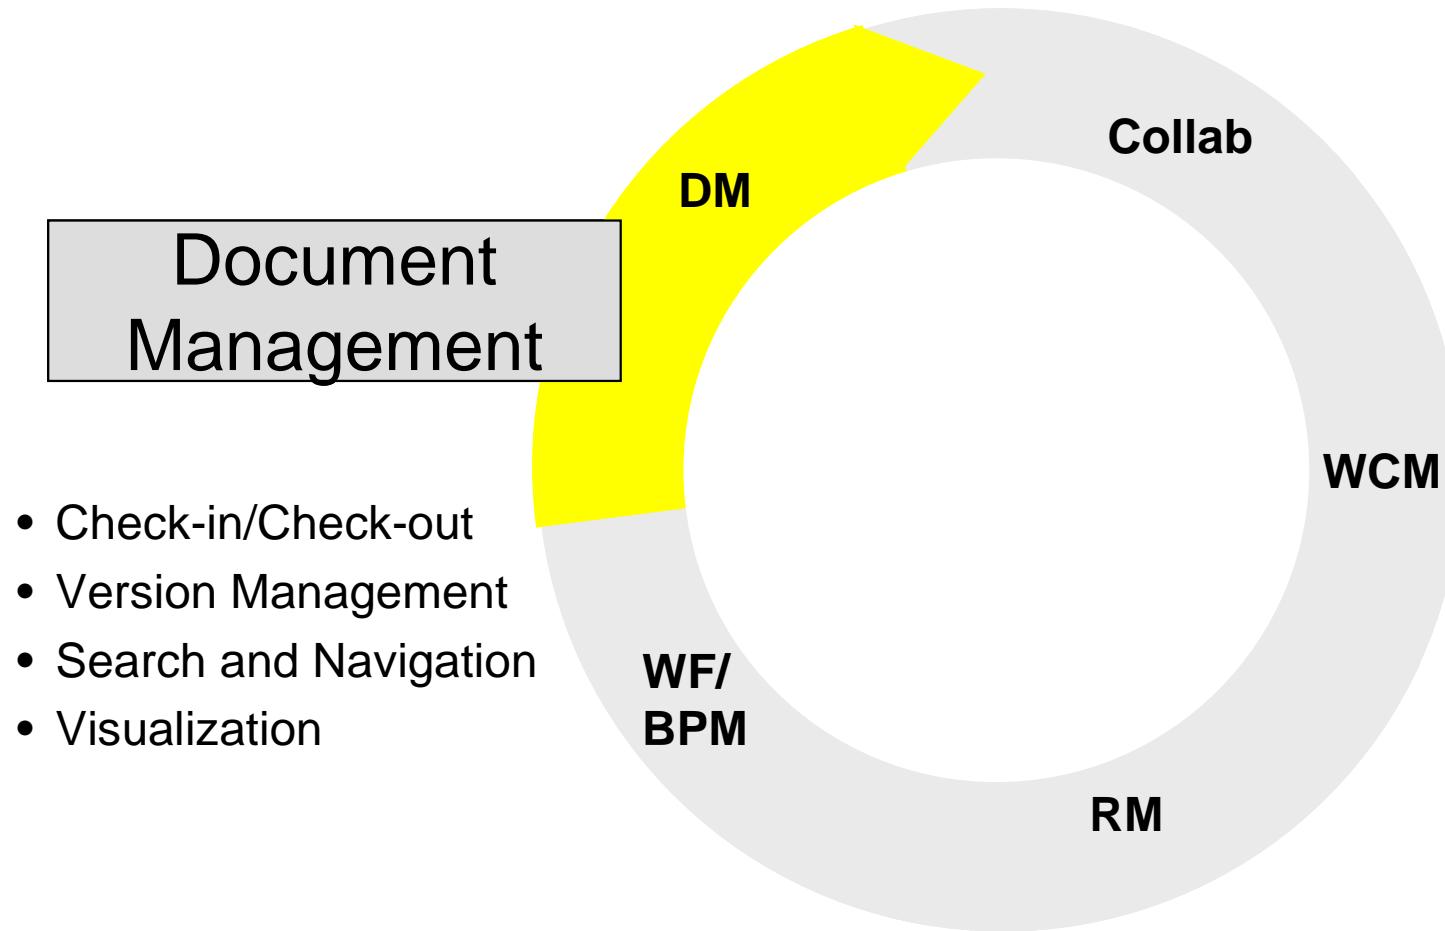 Collab
DM
Document
Management
WCM
• Check-in/Check-out
• Version Management
• Search and Navigation
• Visualization
WF/
BPM
RM